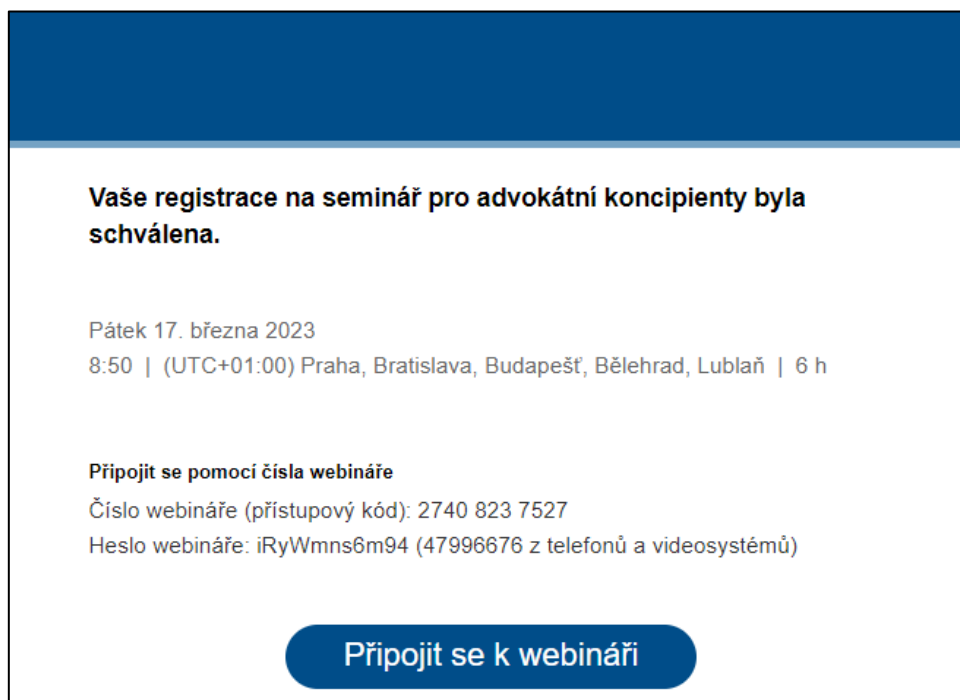 Vaše registrace na seminář pro advokátní koncipienty byla
schválena.
Pátek 17. března 2023
8:50 | (UTC+01:00) Praha, Bratislava, Budapešť, Bělehrad, Lublaň | 6 h
Připojit se pomocí čísla webináře
Číslo webináře (přístupový kód): 2740 823 7527
Heslo webináře: iRyWmns6m94 (47996676 z telefonů a videosystémů)
Připojit se k webináři